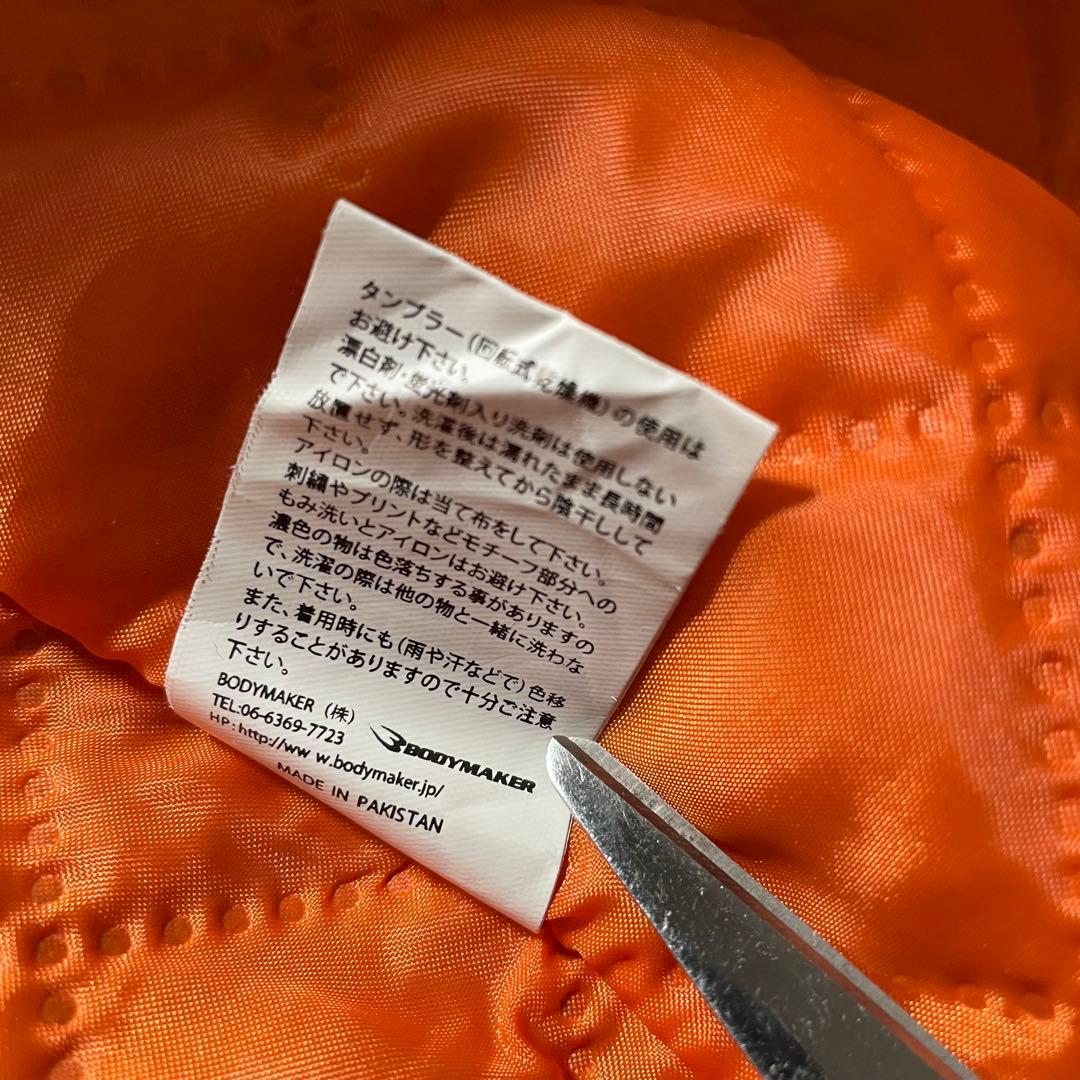 タンブラー(回転式乾燥機)の使用は
お避け下さい。
漂白剤・蛍光剤入り洗剤は使用しない
で下さい。洗濯後は濡れたまま長時間
放置せず、形を整えてから陰干しして
下さい。
アイロンの際は当て布をして下さい。
刺繍やプリントなどモチーフ部分への
もみ洗いとアイロンはお避け下さい。
濃色の物は色落ちする事がありますの
で、洗濯の際は他の物と一緒に洗わな
いで下さい。
また、着用時にも(雨や汗などで)色移
りすることがありますので十分ご注意
下さい。
BODYMAKER (株)
TEL:06-6369-7723
HP:http://ww w.bodymaker.jp/
BODYMAKER
MADE IN PAKISTAN